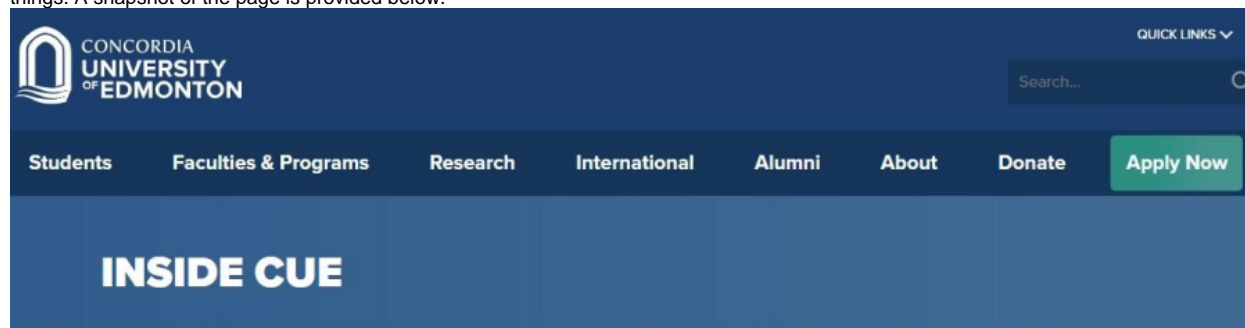 things. A snapshot of the page is provided below.
CONCORDIA
UNIVERSITY
OF EDMONTON
QUICK LINKS
Search...
Students Faculties & Programs Research International Alumni About Donate Apply Now
INSIDE CUE